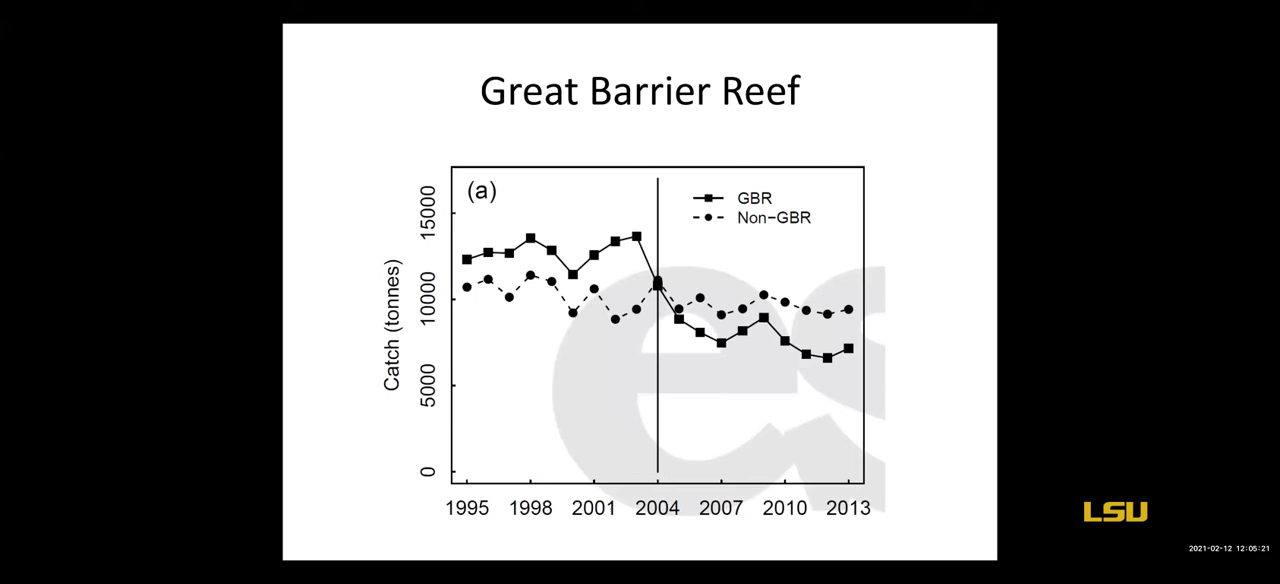 Great Barrier Reef
(a)
GBR
Non-GBR
Catch (tonnes)
15000
10000
5000
0
1995 1998 2001 2004 2007 2010 2013
es
LSU
2021-02-12 12:05:21